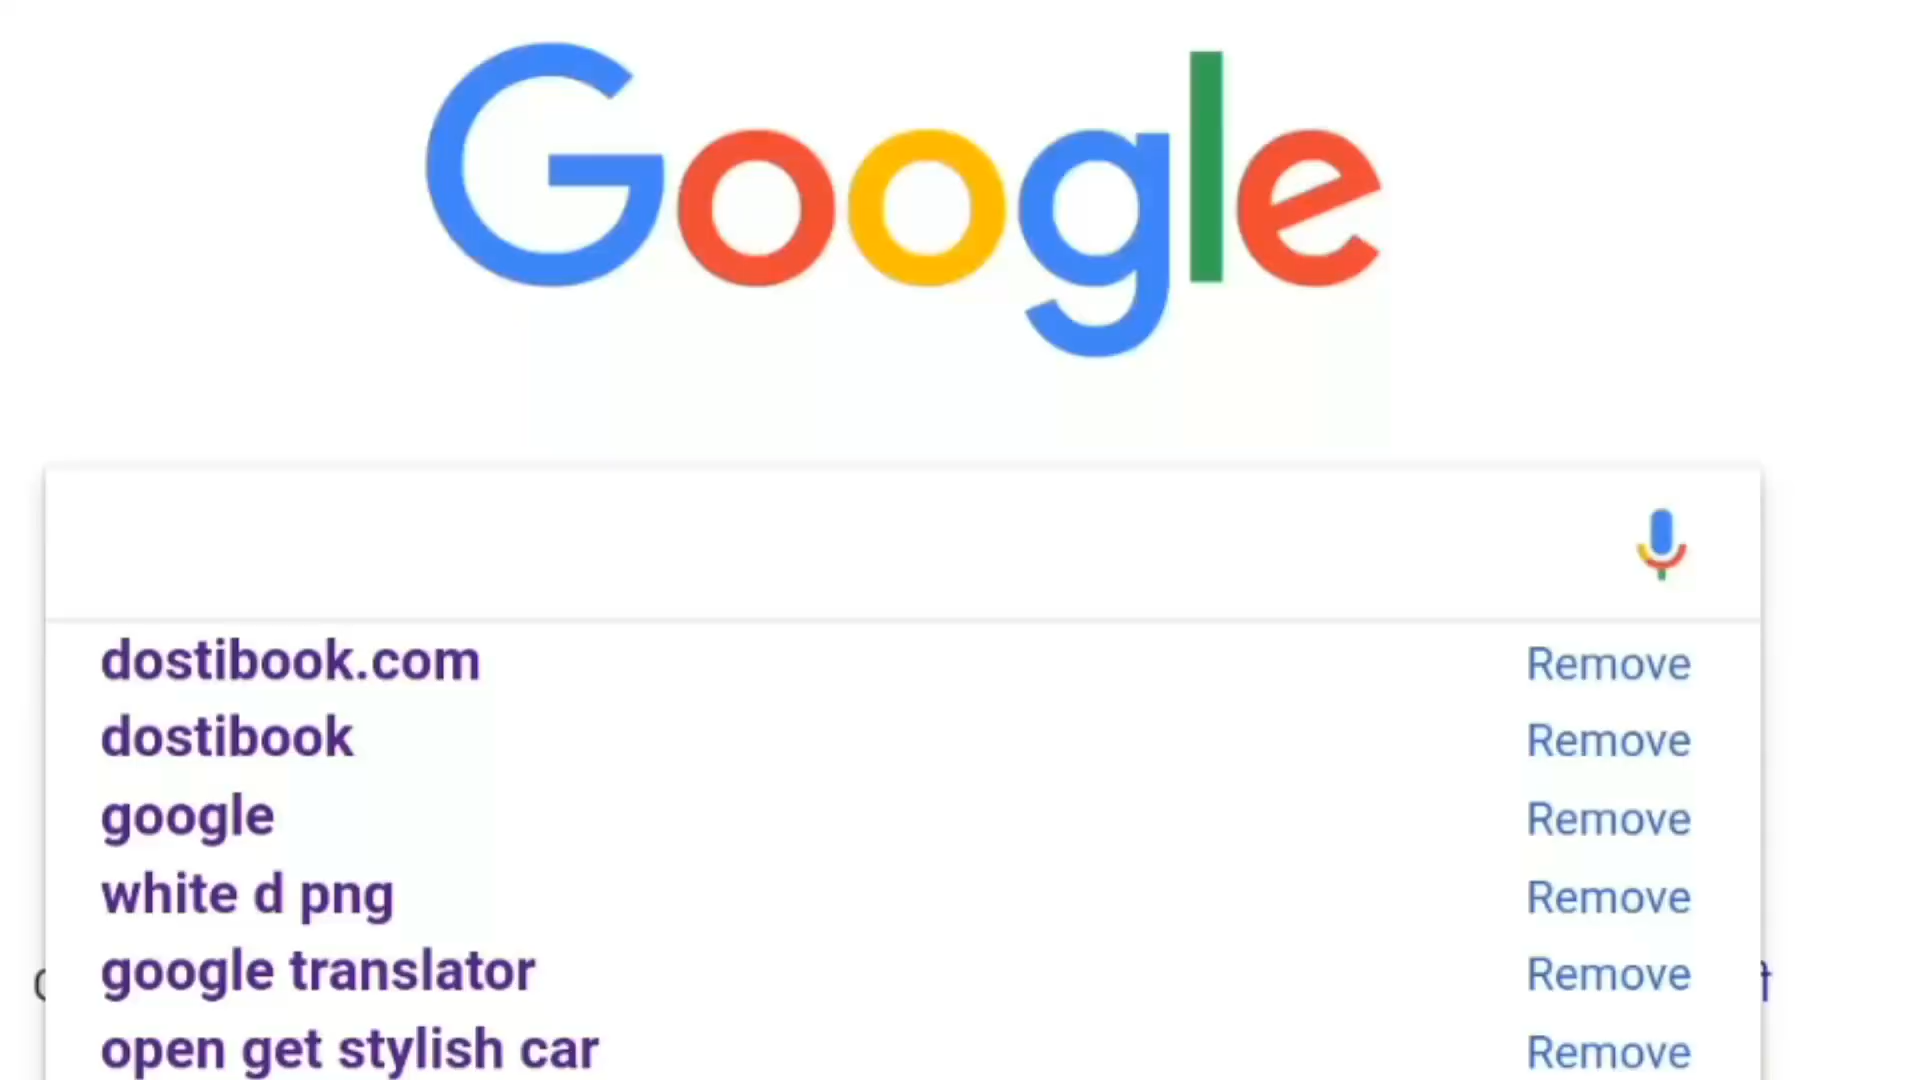 Google
dostibook.com Remove
dostibook Remove
google Remove
white d png Remove
google translator Remove
open get stylish car Remove